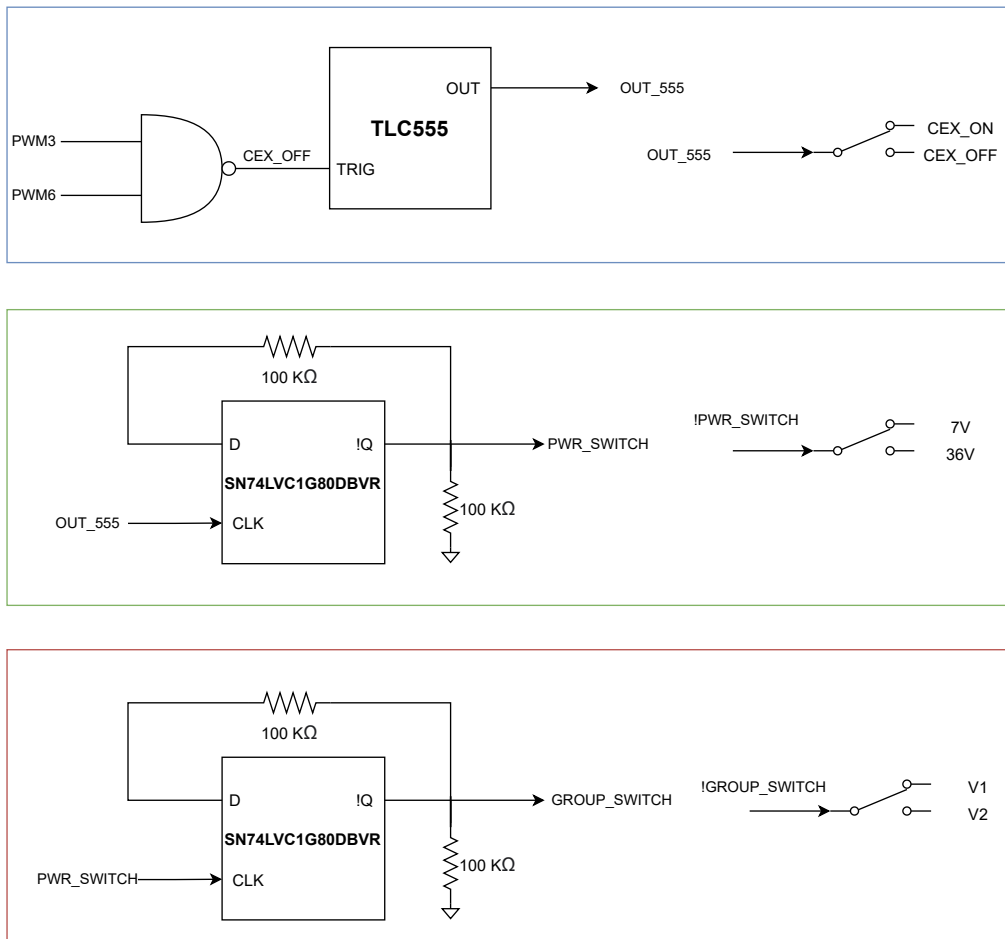 PWM3
PWM6
CEX_OFF
TRIG
OUT
TLC555
OUT_555
OUT_555
CEX_ON
CEX_OFF
100 KΩ
D
!Q
SN74LVC1G80DBVR
OUT_555
CLK
PWR_SWITCH
100 KΩ
!PWR_SWITCH
7V
36V
100 KΩ
D
!Q
SN74LVC1G80DBVR
PWR_SWITCH
CLK
GROUP_SWITCH
100 KΩ
!GROUP_SWITCH
V1
V2